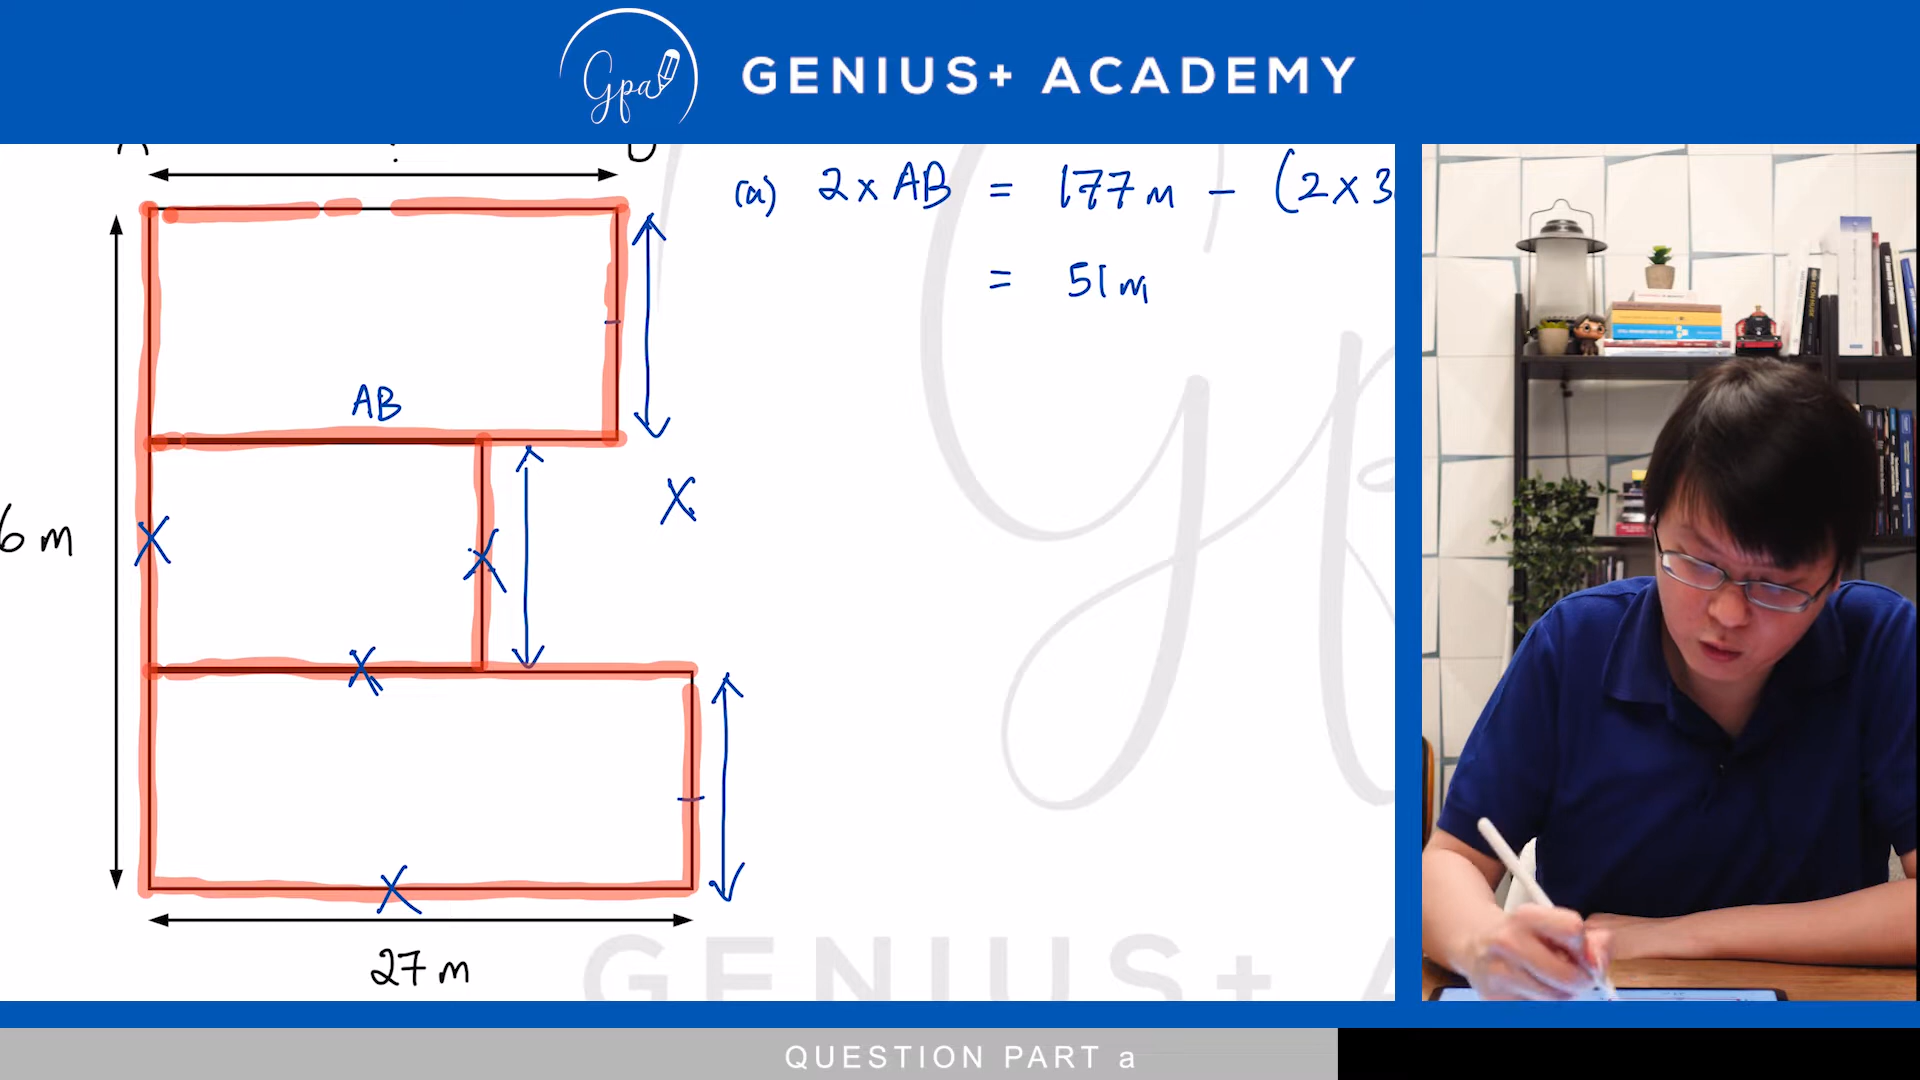 Gpa
GENIUS+ ACADEMY
?
(a) 2 x AB = 177 m - (2 x 3
= 51 m
AB
X
6 m
X
X
X
X
27 m
GENIUS+ A
QUESTION PART a